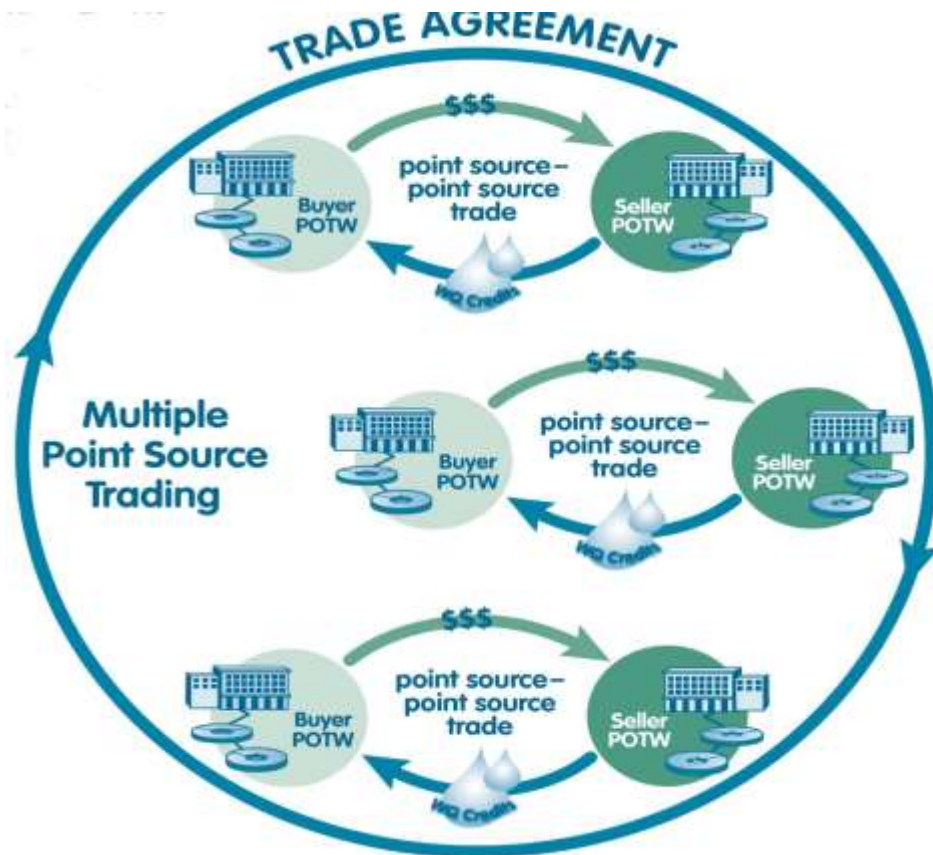 TRADE AGREEMENT
$$$
point source–
point source
trade
Buyer
POTW
Seller
POTW
WQ Credits
Multiple
Point Source
Trading
$$$
point source–
point source
trade
Buyer
POTW
Seller
POTW
WQ Credits
$$$
point source–
point source
trade
Buyer
POTW
Seller
POTW
WQ Credits